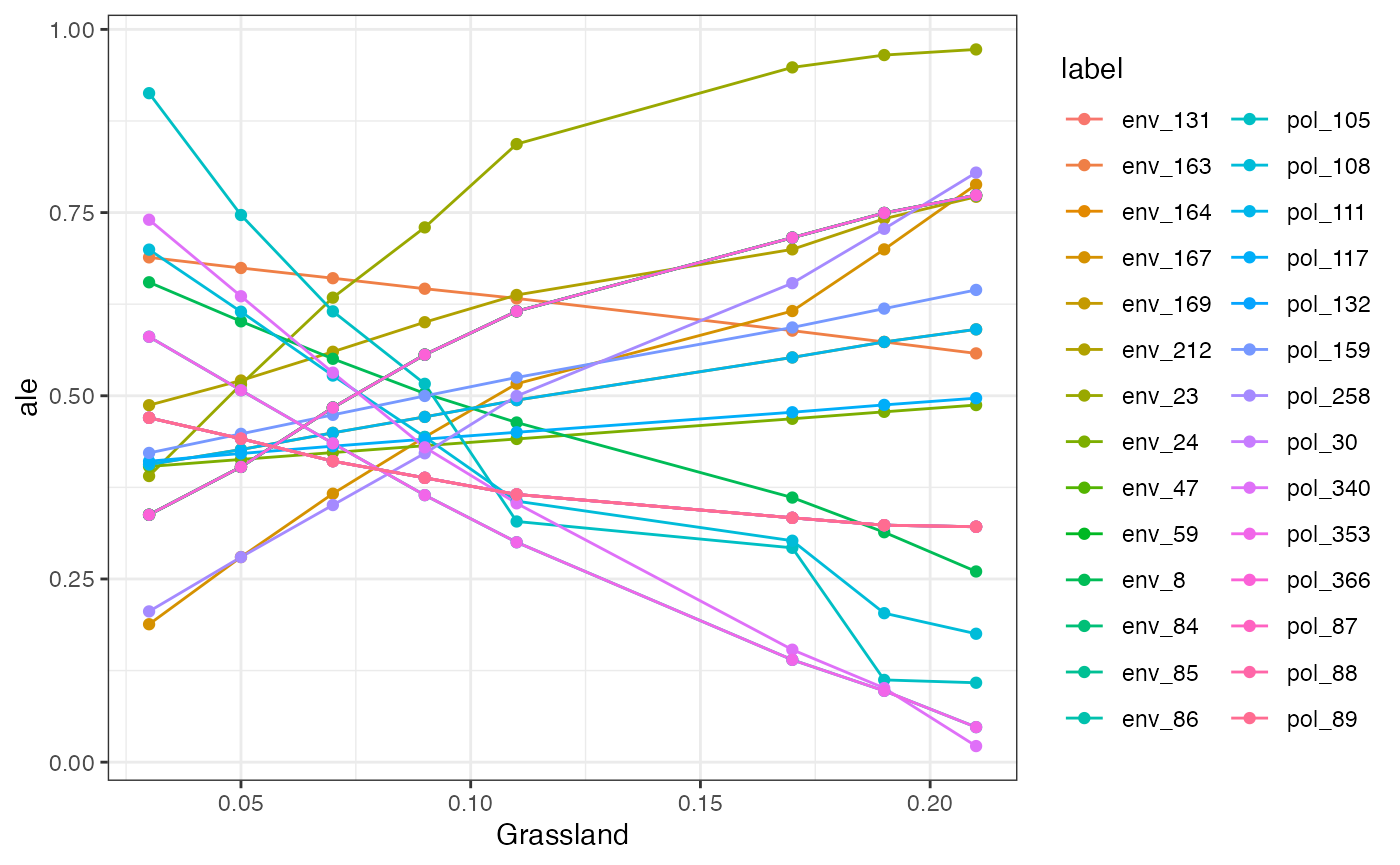 1.00
0.75
0.50
0.25
0.00
ale
0.05
0.10
0.15
0.20
Grassland
label
env_131
env_163
env_164
env_167
env_169
env_212
env_23
env_24
env_47
env_59
env_8
env_84
env_85
env_86
pol_105
pol_108
pol_111
pol_117
pol_132
pol_159
pol_258
pol_30
pol_340
pol_353
pol_366
pol_87
pol_88
pol_89